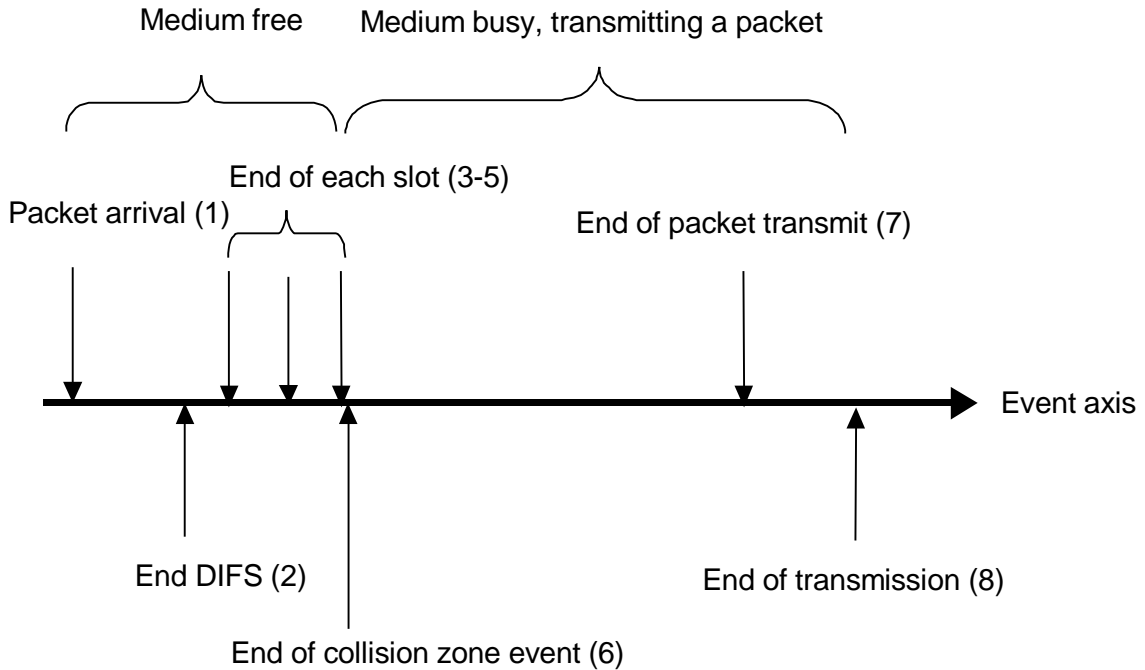 Medium free
Medium busy, transmitting a packet
End of each slot (3-5)
Packet arrival (1)
End of packet transmit (7)
Event axis
End DIFS (2)
End of transmission (8)
End of collision zone event (6)